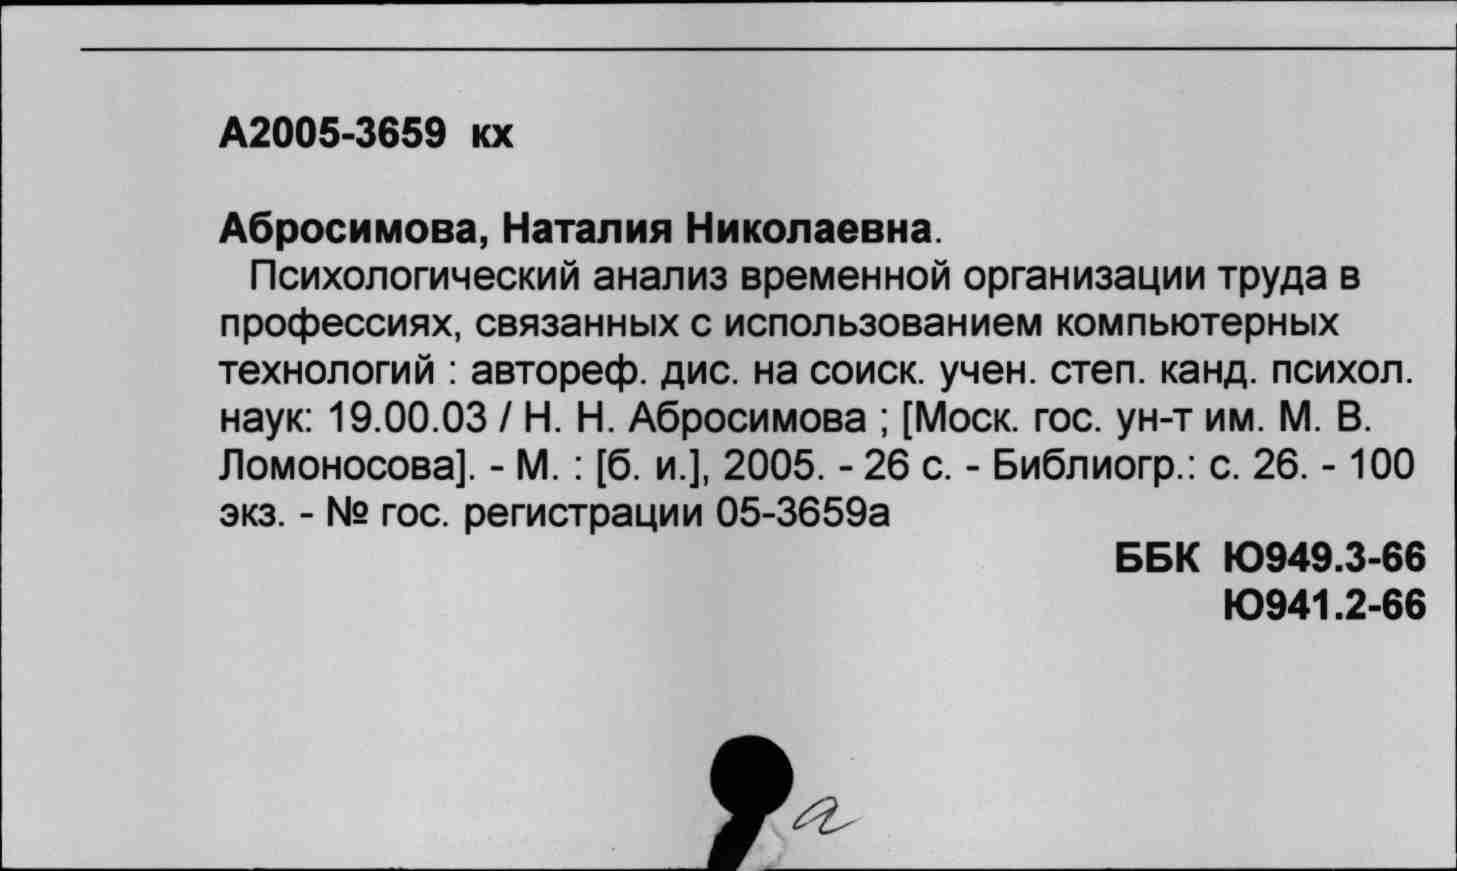 А2005-3659 кх
Абросимова, Наталия Николаевна.
Психологический анализ временной организации труда в
профессиях, связанных с использованием компьютерных
технологий : автореф. дис. на соиск. учен. степ. канд. психол.
наук: 19.00.03 / Н. Н. Абросимова ; [Моск. гос. ун-т им. М. В.
Ломоносова]. - М. : [б. и.], 2005. - 26 с. - Библиогр.: с. 26. - 100
экз. - № гос. регистрации 05-3659а
ББК Ю949.3-66
Ю941.2-66
а